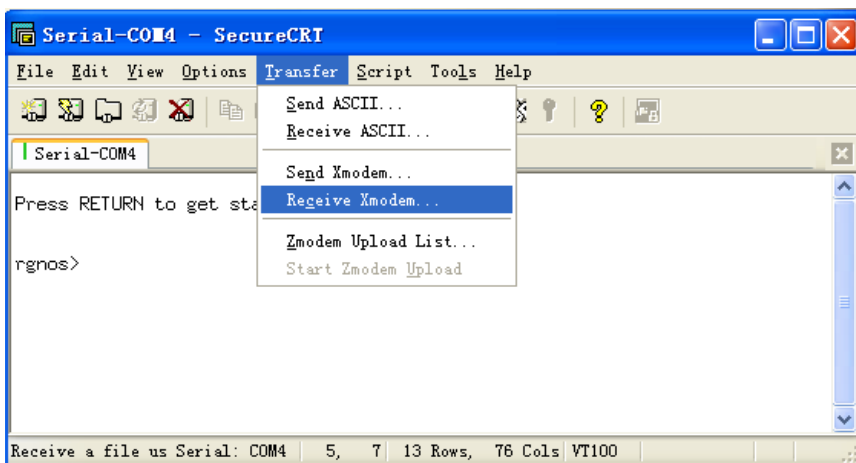 Serial-COM4 - SecureCRT
File Edit View Options Transfer Script Tools Help
Send ASCII...
Receive ASCII...
Serial-COM4
Send Xmodem...
Receive Xmodem...
Press RETURN to get sta
Zmodem Upload List...
rgnos>
Start Zmodem Upload
Receive a file us Serial: COM4 5, 7 13 Rows, 76 Cols VT100